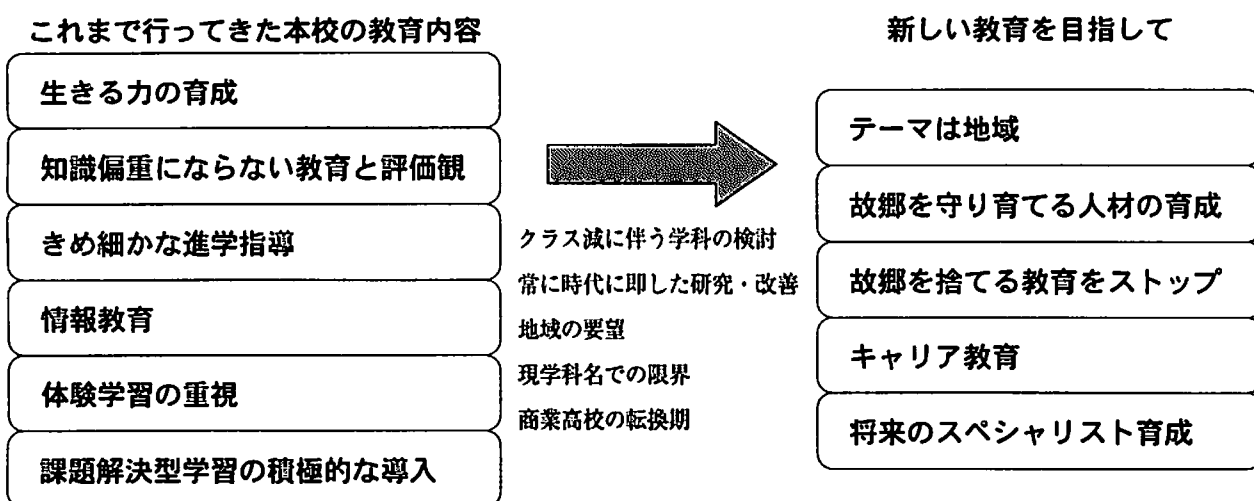 これまで行ってきた本校の教育内容
生きる力の育成
知識偏重にならない教育と評価観
きめ細かな進学指導
情報教育
体験学習の重視
課題解決型学習の積極的な導入
クラス減に伴う学科の検討
常に時代に即した研究・改善
地域の要望
現学科名での限界
商業高校の転換期
新しい教育を目指して
テーマは地域
故郷を守り育てる人材の育成
故郷を捨てる教育をストップ
キャリア教育
将来のスペシャリスト育成